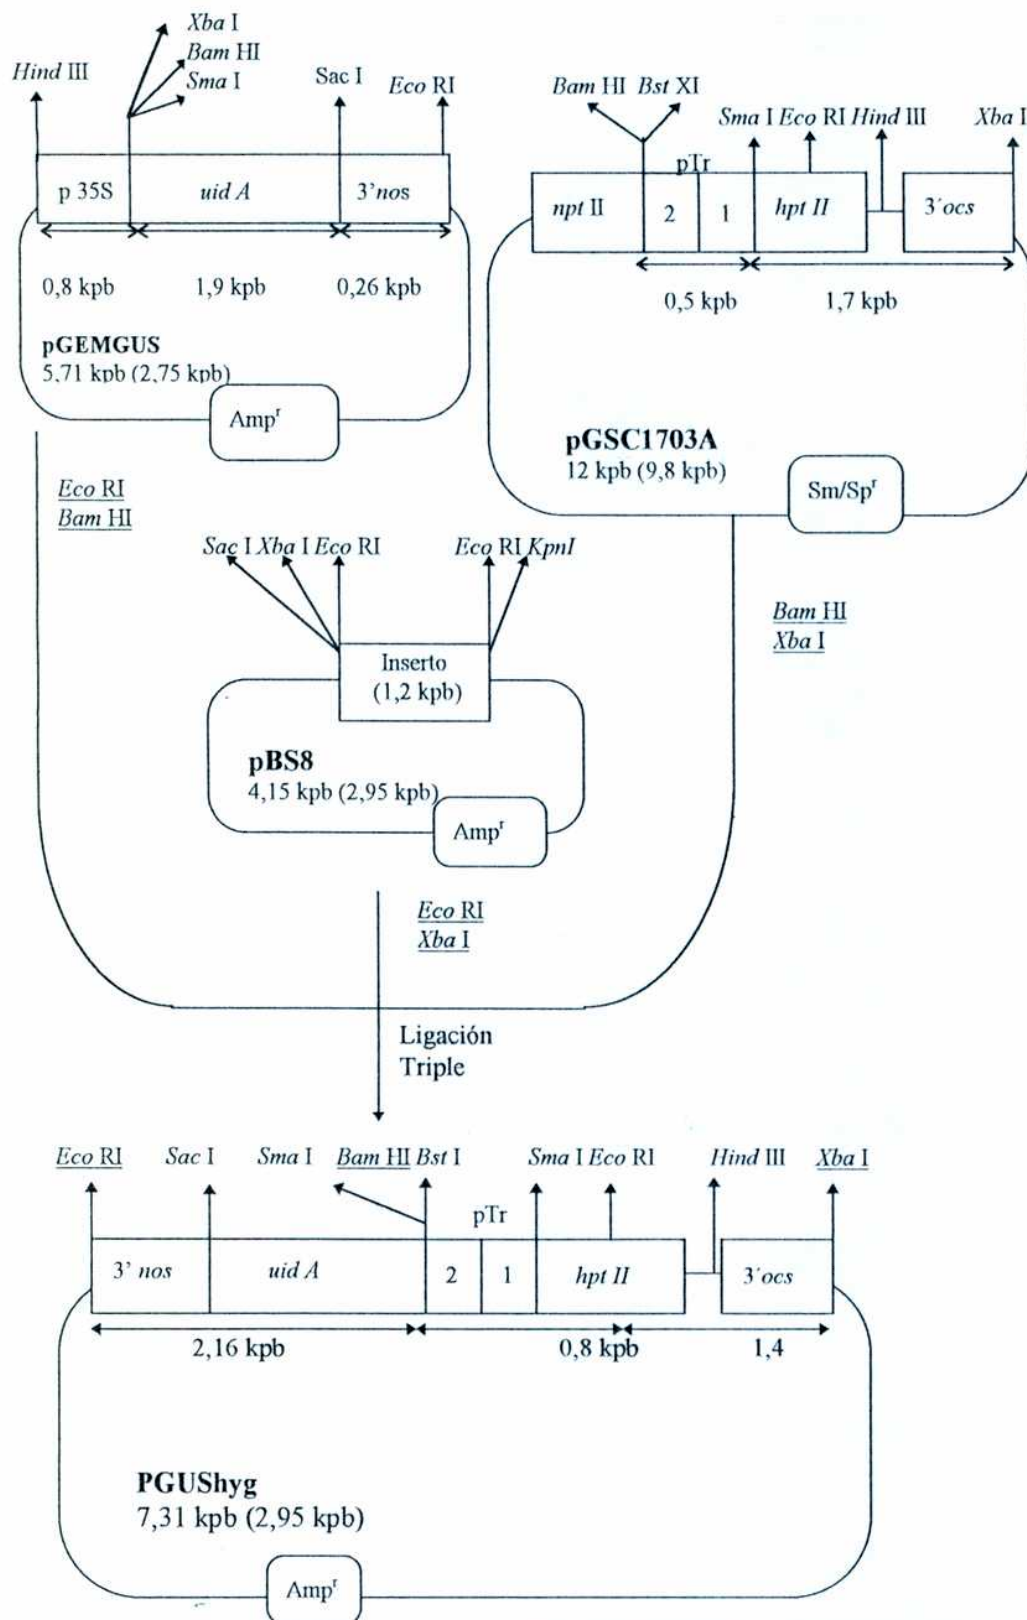 Xba I
Bam HI
Sma I
Hind III
Sac I
Eco RI
p 35S
uid A
3'nos
0,8 kpb
1,9 kpb
0,26 kpb
pGEMGUS
5,71 kpb (2,75 kpb)
Ampr
Bam HI Bst XI
Sma I Eco RI Hind III
Xba I
pTr
npt II
2
1
hpt II
3´ocs
0,5 kpb
1,7 kpb
pGSC1703A
12 kpb (9,8 kpb)
Sm/Spr
Eco RI
Bam HI
Sac I Xba I Eco RI
Eco RI KpnI
Inserto
(1,2 kpb)
pBS8
4,15 kpb (2,95 kpb)
Ampr
Bam HI
Xba I
Eco RI
Xba I
Ligación
Triple
Eco RI
Sac I
Sma I
Bam HI Bst I
Sma I Eco RI
Hind III
Xba I
pTr
3' nos
uid A
2
1
hpt II
3´ocs
2,16 kpb
0,8 kpb
1,4
PGUShyg
7,31 kpb (2,95 kpb)
Ampr